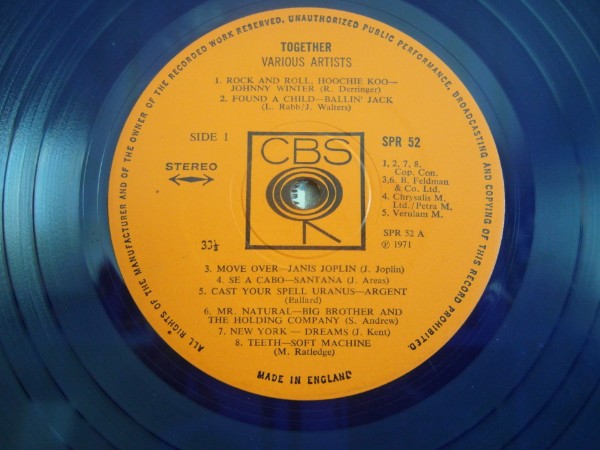 ALL RIGHTS OF THE MANUFACTURER AND OF THE OWNER OF THE RECORDED WORK RESERVED. UNAUTHORIZED PUBLIC PERFORMANCE, BROADCASTING AND COPYING OF THIS RECORD PROHIBITED.
TOGETHER
VARIOUS ARTISTS
1. ROCK AND ROLL, HOOCHIE KOO—
JOHNNY WINTER (R. Derringer)
2. FOUND A CHILD—BALLIN' JACK
(L. Rabb/J. Walters)
SIDE 1
CBS
SPR 52
STEREO
1, 2, 7, 8.
Cop. Con.
3,6. B. Feldman
& Co. Ltd.
4. Chrysalis M.
Ltd./Petra M.
5. Verulam M.
33⅓
SPR 52 A
℗ 1971
3. MOVE OVER—JANIS JOPLIN (J. Joplin)
4. SE A CABO—SANTANA (J. Areas)
5. CAST YOUR SPELL URANUS—ARGENT
(Ballard)
6. MR. NATURAL—BIG BROTHER AND
THE HOLDING COMPANY (S. Andrew)
7. NEW YORK — DREAMS (J. Kent)
8. TEETH—SOFT MACHINE
(M. Ratledge)
MADE IN ENGLAND